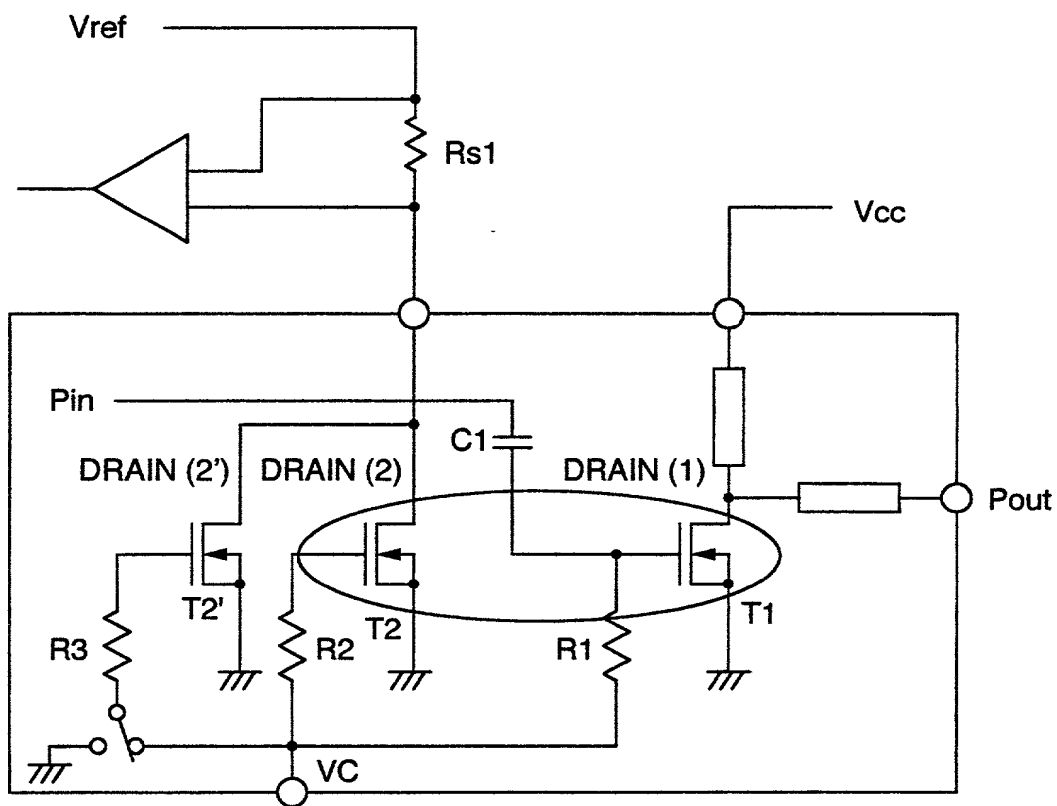 Vref
Rs1
Vcc
Pin
C1
DRAIN (2') DRAIN (2) DRAIN (1)
Pout
T2'
T2
T1
R3
R2
R1
VC